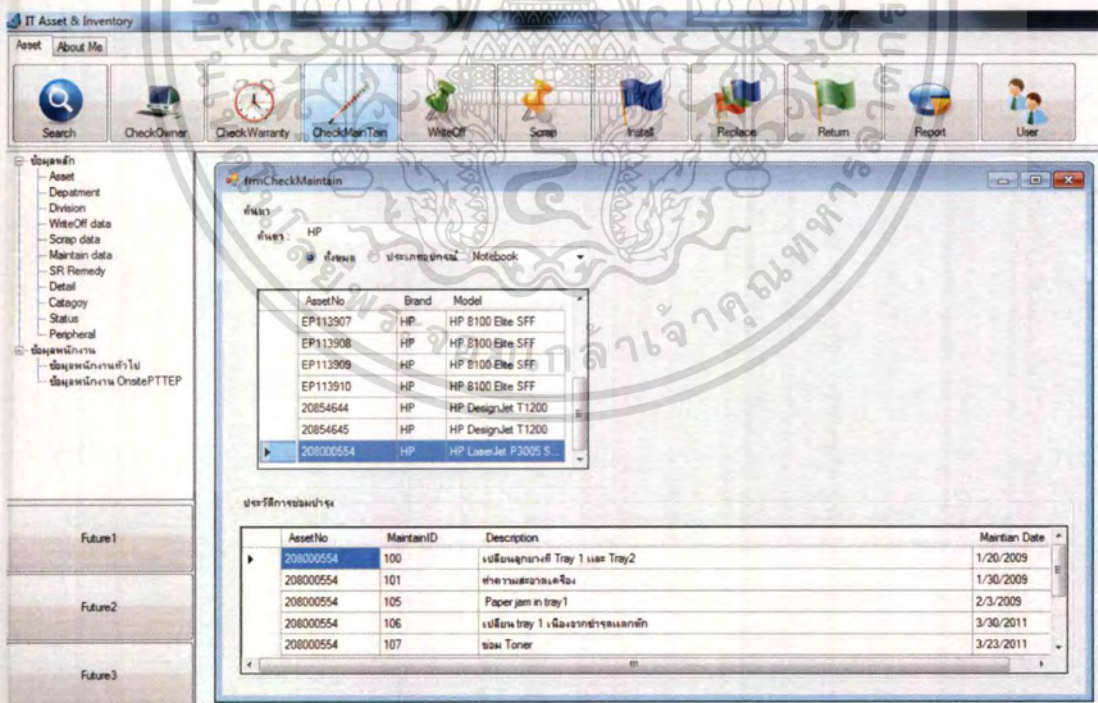 IT Asset & Inventory
Asset About Me
Search CheckOwner CheckWarranty CheckMainTain WriteOff Scrap Install Replace Return Report User
ข้อมูลหลัก
Asset
Depatment
Division
WriteOff data
Scrap data
Maintain data
SR Remedy
Detail
Catagoy
Status
Peripheral
ข้อมูลพนักงาน
ข้อมูลพนักงานทั่วไป
ข้อมูลพนักงาน OnsitePTTEP
Future1
Future2
Future3
frmCheckMaintain
ค้นหา
ค้นหา : HP
ทั้งหมด ประเภทอุปกรณ์ Notebook
AssetNo Brand Model
EP113907 HP HP 8100 Elite SFF
EP113908 HP HP 8100 Elite SFF
EP113909 HP HP 8100 Elite SFF
EP113910 HP HP 8100 Elite SFF
20854644 HP HP DesignJet T1200
20854645 HP HP DesignJet T1200
208000554 HP HP LaserJet P3005 S...
ประวัติการซ่อมบำรุง
AssetNo MaintainID Description Maintian Date
208000554 100 เปลี่ยนลูกยางที่ Tray 1 และ Tray2 1/20/2009
208000554 101 ทำความสะอาดเครื่อง 1/30/2009
208000554 105 Paper jam in tray1 2/3/2009
208000554 106 เปลี่ยน tray 1 เนื่องจากชำรุดแตกหัก 3/30/2011
208000554 107 ซ่อม Toner 3/23/2011